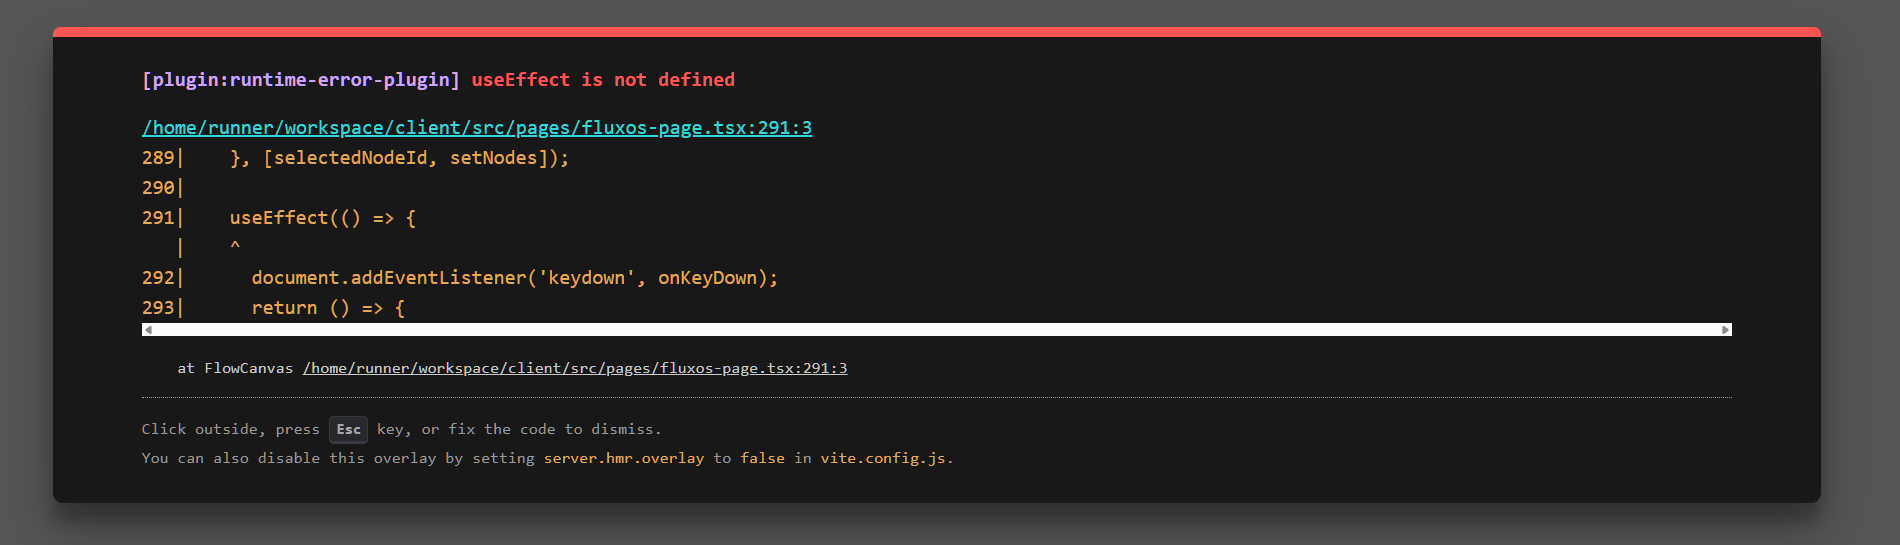 [plugin:runtime-error-plugin] useEffect is not defined
/home/runner/workspace/client/src/pages/fluxos-page.tsx:291:3
289|    }, [selectedNodeId, setNodes]);
290|
291|    useEffect(() => {
   |    ^
292|      document.addEventListener('keydown', onKeyDown);
293|      return () => {
at FlowCanvas /home/runner/workspace/client/src/pages/fluxos-page.tsx:291:3
Click outside, press Esc key, or fix the code to dismiss.
You can also disable this overlay by setting server.hmr.overlay to false in vite.config.js.